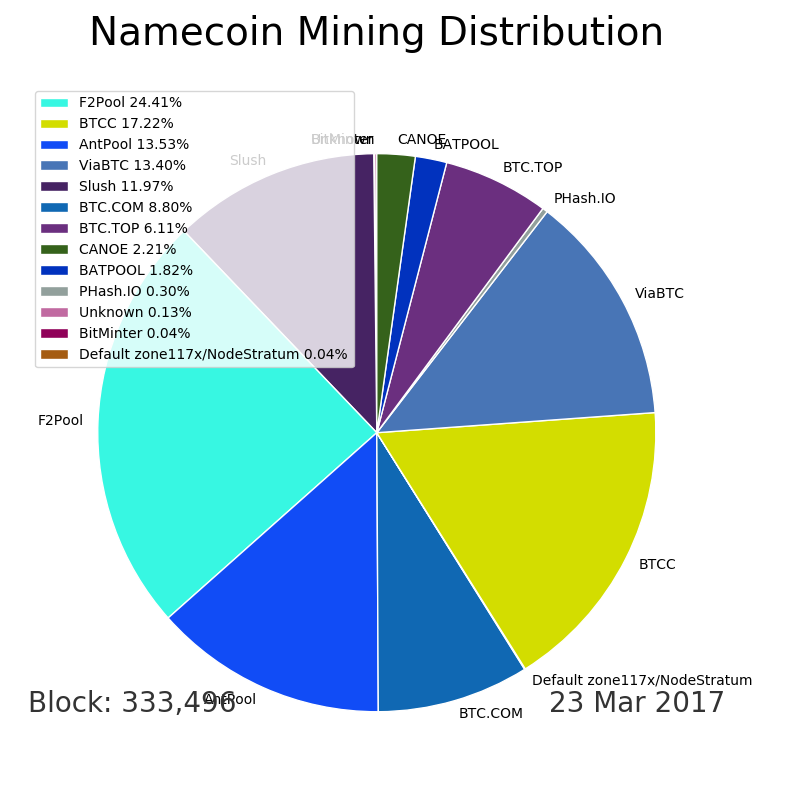 Namecoin Mining Distribution
F2Pool 24.41%
BTCC 17.22%
AntPool 13.53%
ViaBTC 13.40%
Slush 11.97%
BTC.COM 8.80%
BTC.TOP 6.11%
CANOE 2.21%
BATPOOL 1.82%
PHash.IO 0.30%
Unknown 0.13%
BitMinter 0.04%
Default zone117x/NodeStratum 0.04%
BitMinter
CANOE
BATPOOL
Slush
BTC.TOP
PHash.IO
ViaBTC
F2Pool
BTCC
Default zone117x/NodeStratum
AntPool
BTC.COM
Block: 333,496
23 Mar 2017